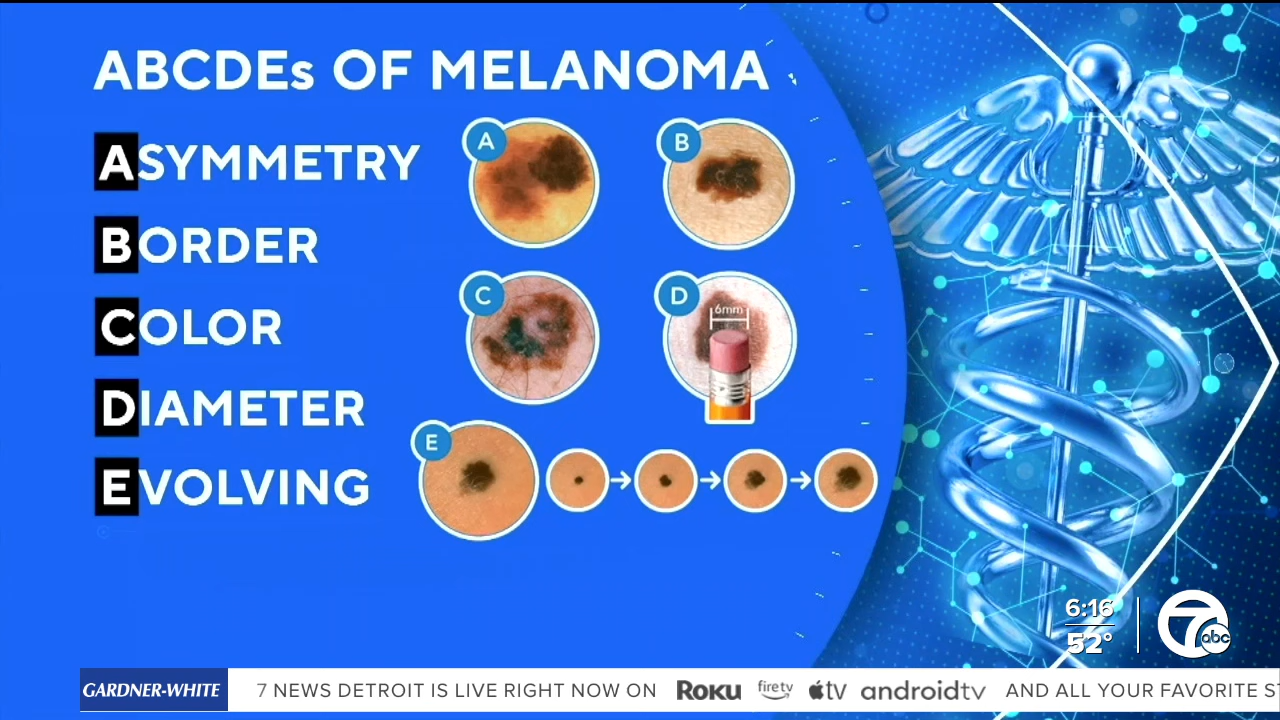 ABCDEs OF MELANOMA
ASYMMETRY
BORDER
COLOR
DIAMETER
EVOLVING
A
B
C
D
6mm
E
6:16
52°
7 abc
GARDNER-WHITE
7 NEWS DETROIT IS LIVE RIGHT NOW ON Roku firetv tv androidtv AND ALL YOUR FAVORITE S